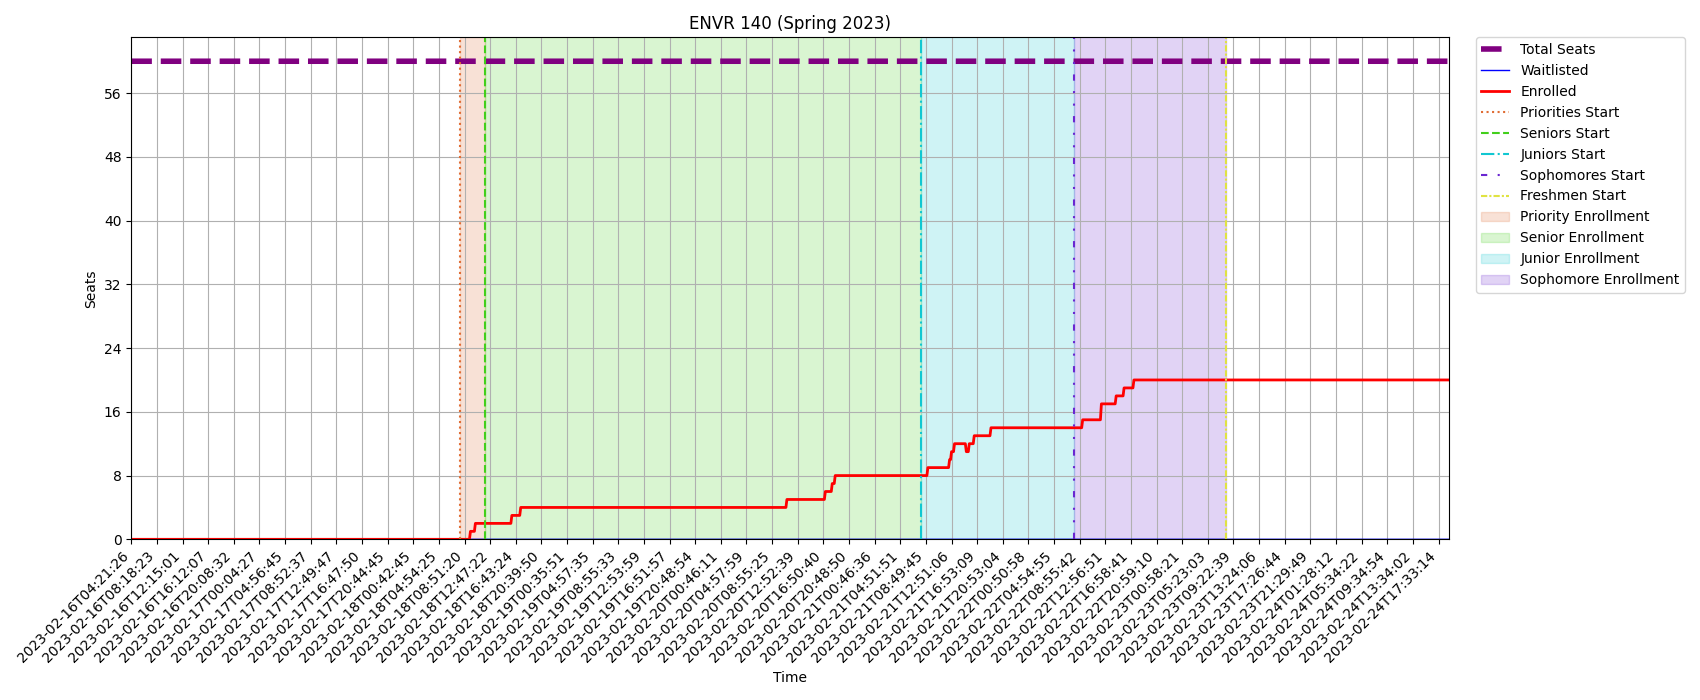 ENVR 140 (Spring 2023)
Total Seats
Waitlisted
Enrolled
Priorities Start
Seniors Start
Juniors Start
Sophomores Start
Freshmen Start
Priority Enrollment
Senior Enrollment
Junior Enrollment
Sophomore Enrollment
Seats
56
48
40
32
24
16
8
0
2023-02-16T04:21:26
2023-02-16T08:18:23
2023-02-16T12:15:01
2023-02-16T16:12:07
2023-02-16T20:08:32
2023-02-17T00:04:27
2023-02-17T04:56:45
2023-02-17T08:52:37
2023-02-17T12:49:47
2023-02-17T16:47:50
2023-02-17T20:44:45
2023-02-18T00:42:45
2023-02-18T04:54:25
2023-02-18T08:51:20
2023-02-18T12:47:22
2023-02-18T16:43:24
2023-02-18T20:39:50
2023-02-19T00:35:51
2023-02-19T04:57:35
2023-02-19T08:55:33
2023-02-19T12:53:59
2023-02-19T16:51:57
2023-02-19T20:48:54
2023-02-20T00:46:11
2023-02-20T04:57:59
2023-02-20T08:55:25
2023-02-20T12:52:39
2023-02-20T16:50:40
2023-02-20T20:48:50
2023-02-21T00:46:36
2023-02-21T04:51:51
2023-02-21T08:49:45
2023-02-21T12:51:06
2023-02-21T16:53:09
2023-02-21T20:53:04
2023-02-22T00:50:58
2023-02-22T04:54:55
2023-02-22T08:55:42
2023-02-22T12:56:51
2023-02-22T16:58:41
2023-02-22T20:59:10
2023-02-23T00:58:21
2023-02-23T05:23:03
2023-02-23T09:22:39
2023-02-23T13:24:06
2023-02-23T17:26:44
2023-02-23T21:29:49
2023-02-24T01:28:12
2023-02-24T05:34:22
2023-02-24T09:34:54
2023-02-24T13:34:02
2023-02-24T17:33:14
Time